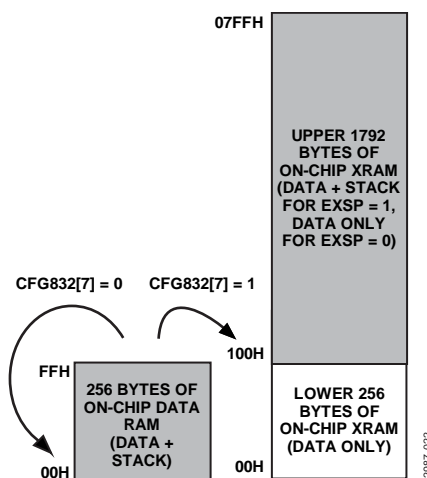 07FFH
UPPER 1792
BYTES OF
ON-CHIP XRAM
(DATA + STACK
FOR EXSP = 1,
DATA ONLY
FOR EXSP = 0)
CFG832[7] = 0
CFG832[7] = 1
100H
FFH
256 BYTES OF
ON-CHIP DATA
RAM
(DATA +
STACK)
00H
LOWER 256
BYTES OF
ON-CHIP XRAM
(DATA ONLY)
00H